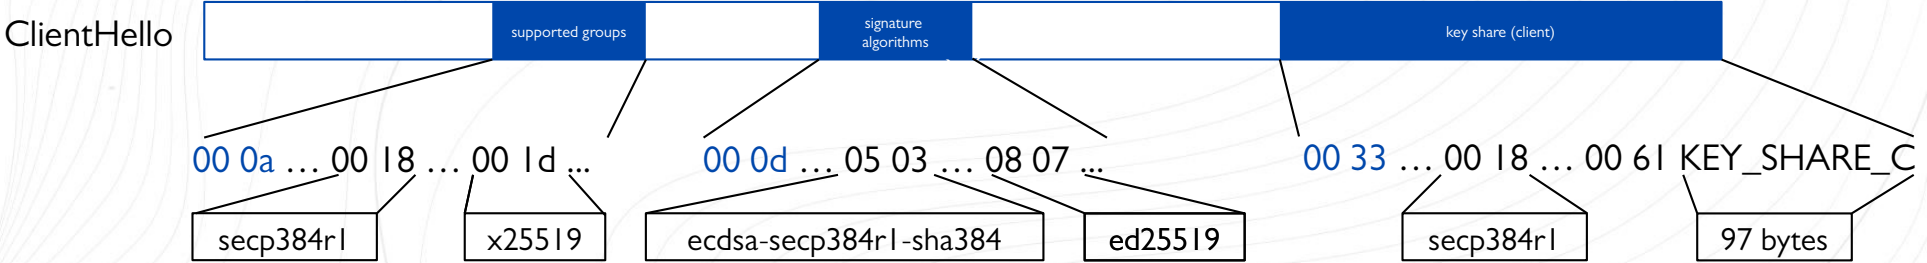 ClientHello
supported groups
signature
algorithms
key share (client)
00 0a ... 00 18 ... 00 1d ...
00 0d ... 05 03 ... 08 07 ...
00 33 ... 00 18 ... 00 61 KEY_SHARE_C
secp384r1
x25519
ecdsa-secp384r1-sha384
ed25519
secp384r1
97 bytes